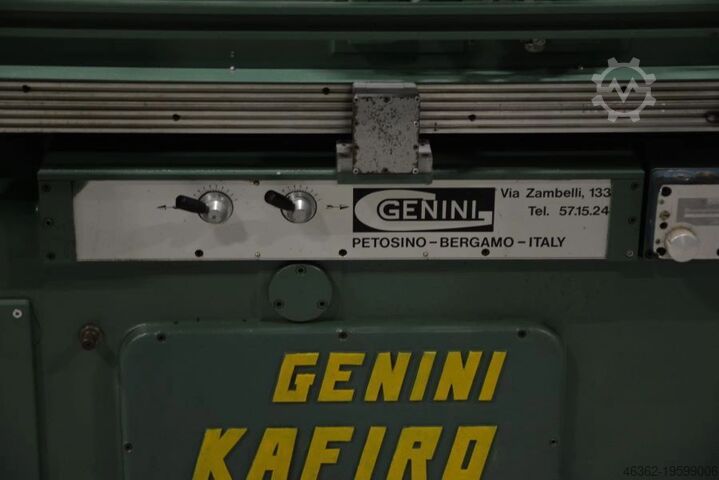 GENINI
Via Zambelli, 133
Tel. 57.15.24
PETOSINO-BERGAMO-ITALY
GENINI
KAFIRO
46362-19599006